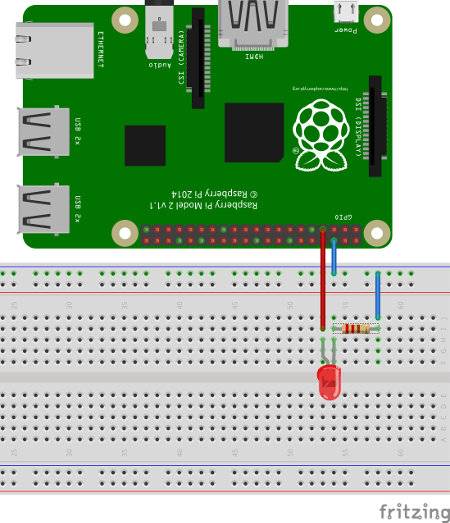 ETHERNET
Audio
CSI (CAMERA)
HDMI
Power
http://www.raspberrypi.org
DSI (DISPLAY)
USB 2x
USB 2x
Raspberry Pi Model 2 v1.1
© Raspberry Pi 2014
GPIO
25
30
35
40
45
50
55
60
25
30
35
40
45
50
55
60
fritzing